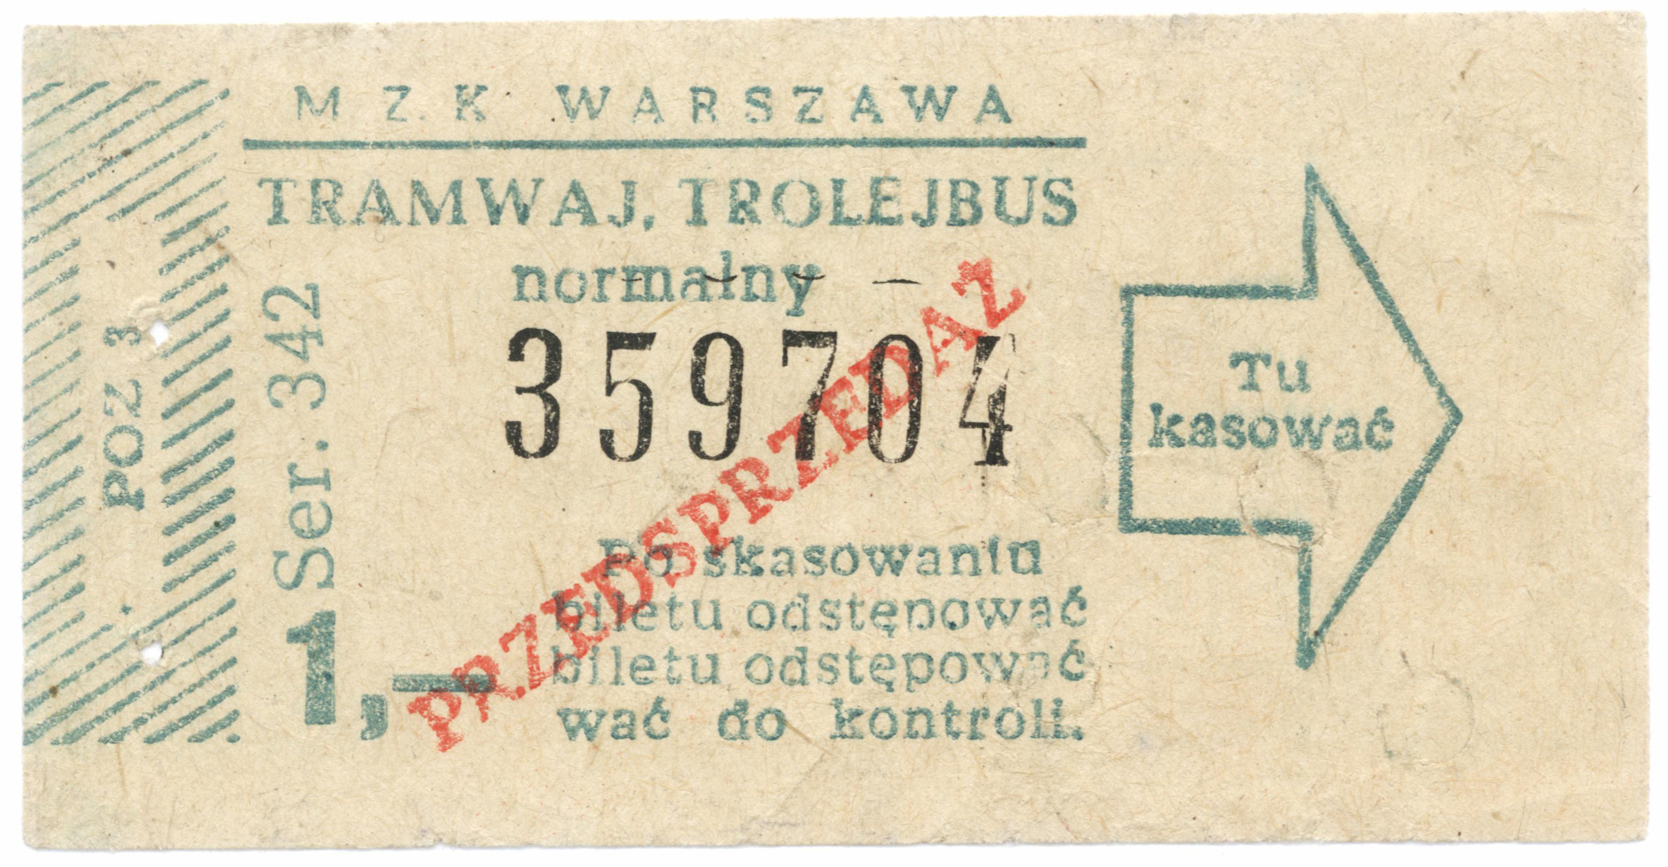 M Z. K WARSZAWA
TRAMWAJ, TROLEJBUS
normalny
359704
PRZEDSPRZEDAZ
POZ 3
Ser. 342
1,—
Po skasowaniu
biletu odstępować
biletu odstępować
wać do kontroli.
Tu
kasować